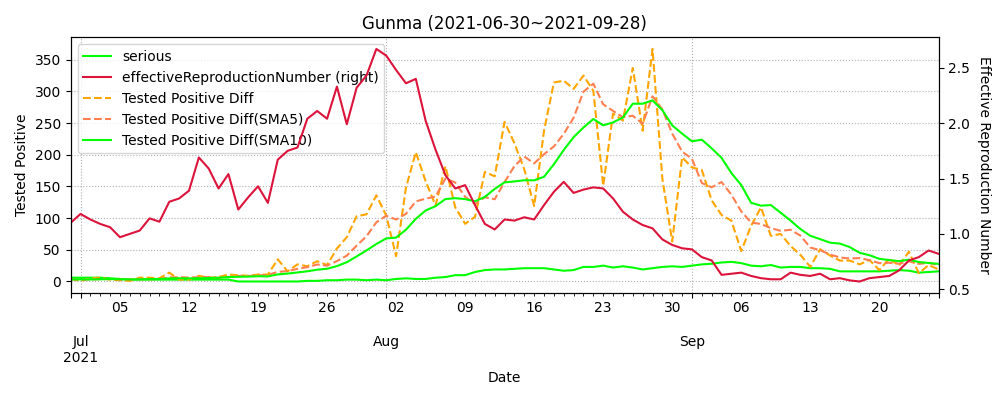 Gunma (2021-06-30~2021-09-28)
serious
effectiveReproductionNumber (right)
Tested Positive Diff
Tested Positive Diff(SMA5)
Tested Positive Diff(SMA10)
Tested Positive
350
300
250
200
150
100
50
0
2.5
2.0
1.5
1.0
0.5
Effective Reproduction Number
05 12 19 26 02 09 16 23 30 06 13 20
Jul Aug Sep
2021
Date